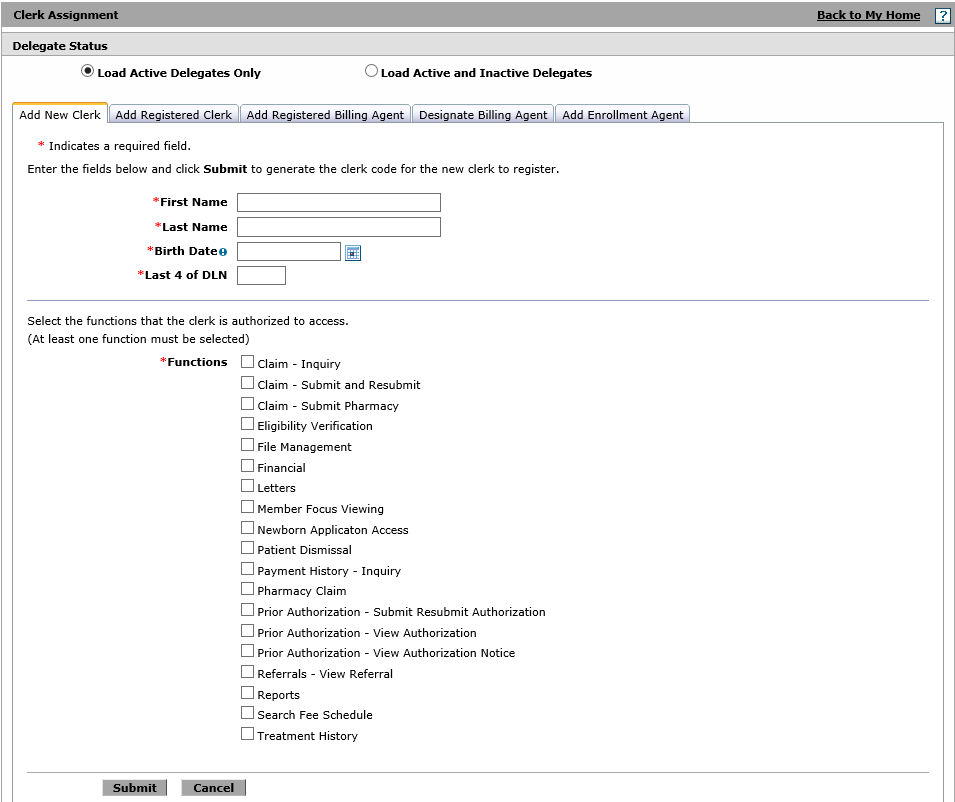 Clerk Assignment Back to My Home ?
Delegate Status
Load Active Delegates Only Load Active and Inactive Delegates
Add New Clerk Add Registered Clerk Add Registered Billing Agent Designate Billing Agent Add Enrollment Agent
* Indicates a required field.
Enter the fields below and click Submit to generate the clerk code for the new clerk to register.
*First Name
*Last Name
*Birth Date
*Last 4 of DLN
Select the functions that the clerk is authorized to access.
(At least one function must be selected)
*Functions Claim - Inquiry
Claim - Submit and Resubmit
Claim - Submit Pharmacy
Eligibility Verification
File Management
Financial
Letters
Member Focus Viewing
Newborn Applicaton Access
Patient Dismissal
Payment History - Inquiry
Pharmacy Claim
Prior Authorization - Submit Resubmit Authorization
Prior Authorization - View Authorization
Prior Authorization - View Authorization Notice
Referrals - View Referral
Reports
Search Fee Schedule
Treatment History
Submit Cancel